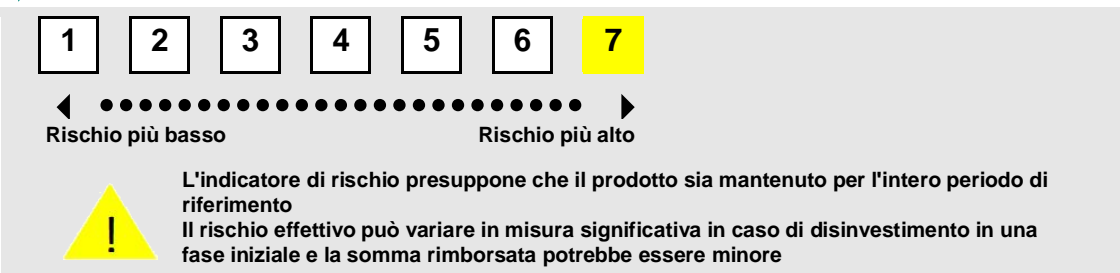 1 2 3 4 5 6 7
Rischio più basso Rischio più alto
L'indicatore di rischio presuppone che il prodotto sia mantenuto per l'intero periodo di
riferimento
Il rischio effettivo può variare in misura significativa in caso di disinvestimento in una
fase iniziale e la somma rimborsata potrebbe essere minore
!